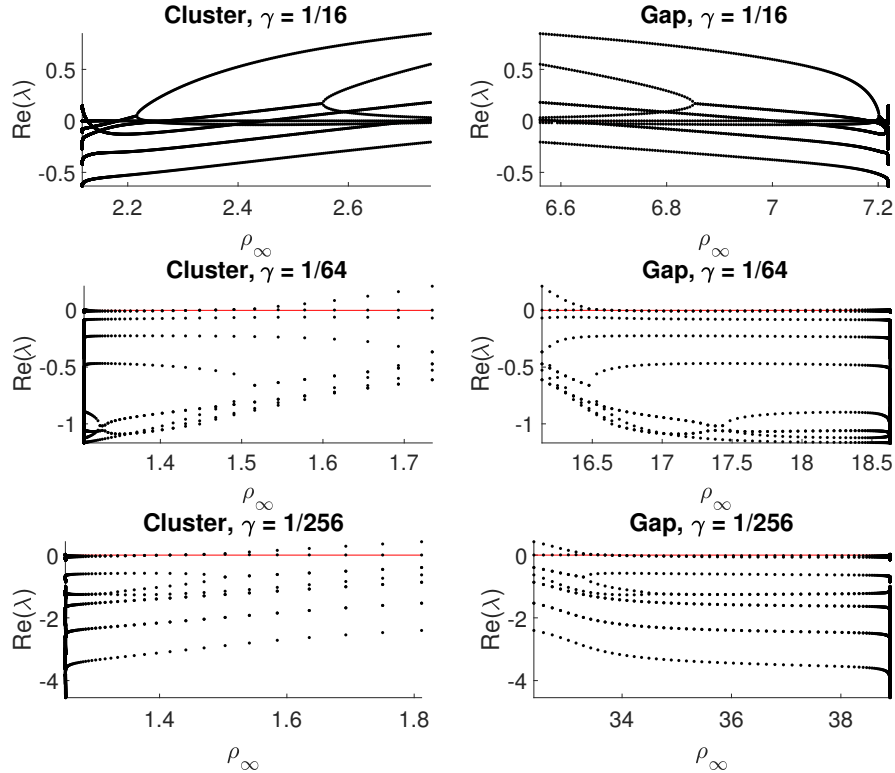 Cluster, γ = 1/16
Re(λ)
0.5
0
-0.5
2.2 2.4 2.6
ρ∞
Gap, γ = 1/16
Re(λ)
0.5
0
-0.5
6.6 6.8 7 7.2
ρ∞
Cluster, γ = 1/64
Re(λ)
0
-0.5
-1
1.4 1.5 1.6 1.7
ρ∞
Gap, γ = 1/64
Re(λ)
0
-0.5
-1
16.5 17 17.5 18 18.5
ρ∞
Cluster, γ = 1/256
Re(λ)
0
-2
-4
1.4 1.6 1.8
ρ∞
Gap, γ = 1/256
Re(λ)
0
-2
-4
34 36 38
ρ∞